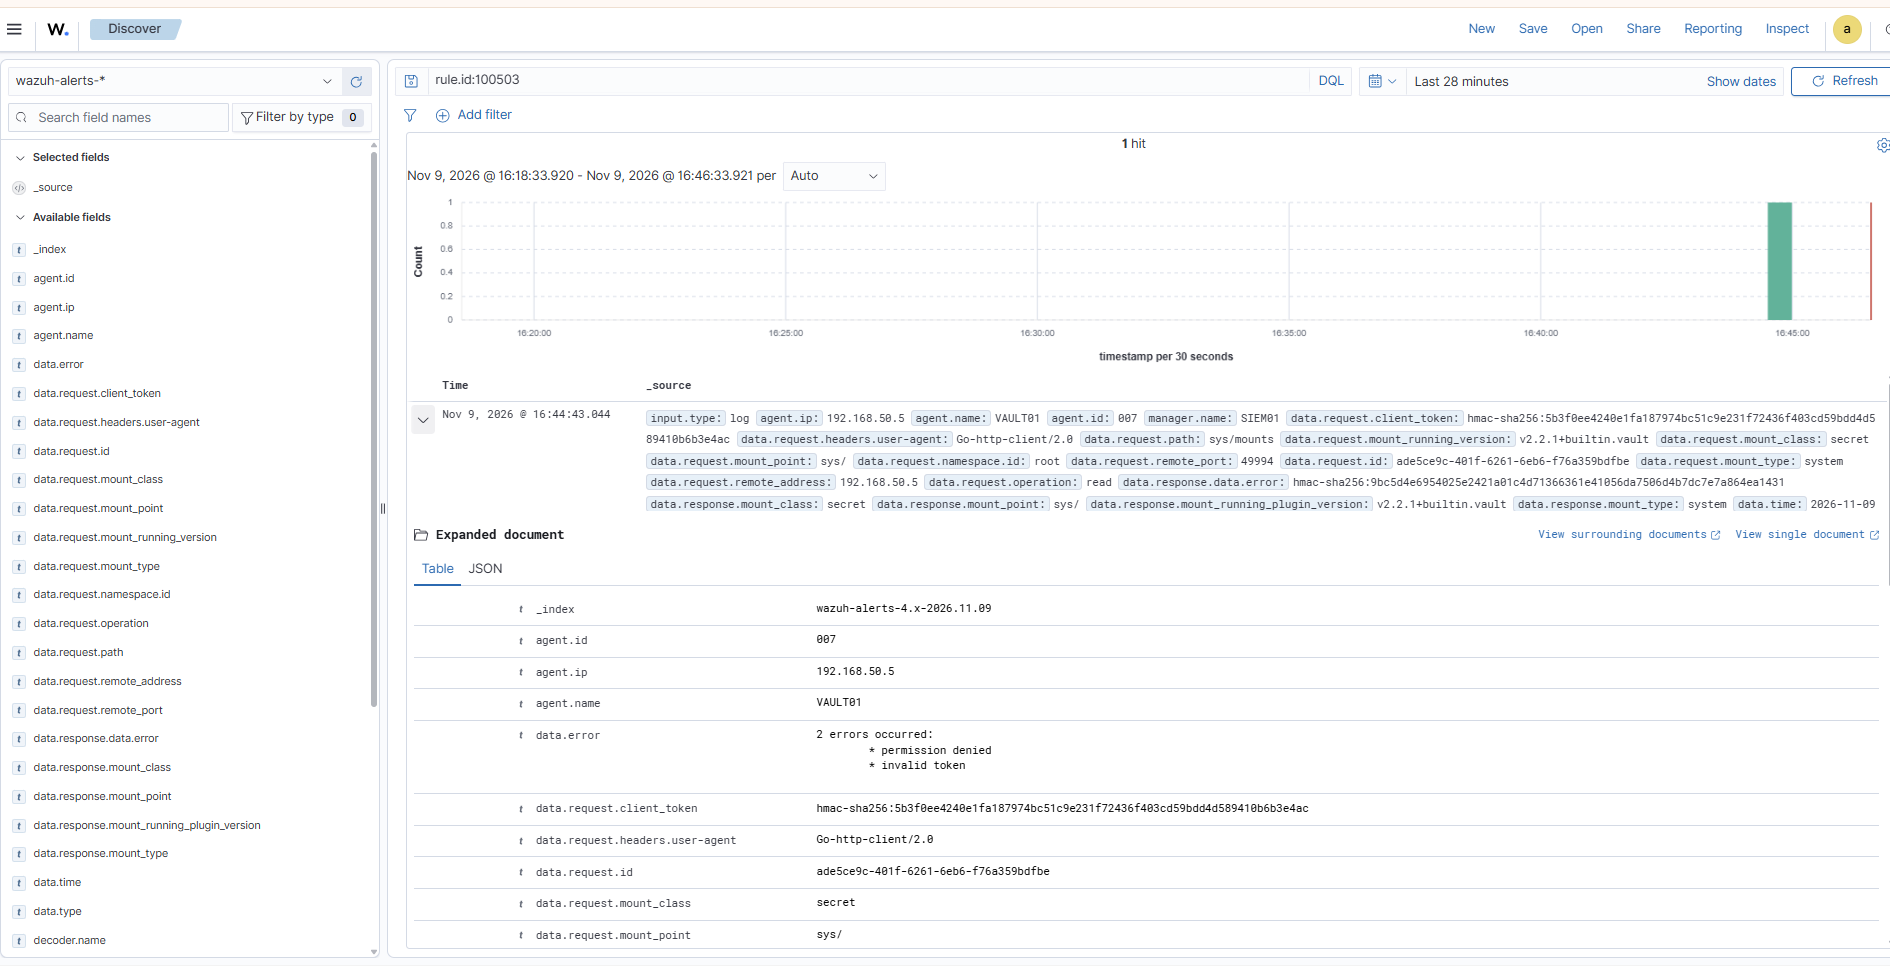 W. Discover New Save Open Share Reporting Inspect a
wazuh-alerts-*
rule.id:100503 DQL Last 28 minutes Show dates Refresh
Search field names Filter by type 0
Add filter
Selected fields
_source
Available fields
_index
agent.id
agent.ip
agent.name
data.error
data.request.client_token
data.request.headers.user-agent
data.request.id
data.request.mount_class
data.request.mount_point
data.request.mount_running_version
data.request.mount_type
data.request.namespace.id
data.request.operation
data.request.path
data.request.remote_address
data.request.remote_port
data.response.data.error
data.response.mount_class
data.response.mount_point
data.response.mount_running_plugin_version
data.response.mount_type
data.time
data.type
decoder.name
1 hit
Nov 9, 2026 @ 16:18:33.920 - Nov 9, 2026 @ 16:46:33.921 per Auto
Count
1
0.8
0.6
0.4
0.2
0
16:20:00 16:25:00 16:30:00 16:35:00 16:40:00 16:45:00
timestamp per 30 seconds
Time _source
Nov 9, 2026 @ 16:44:43.044
input.type: log agent.ip: 192.168.50.5 agent.name: VAULT01 agent.id: 007 manager.name: SIEM01 data.request.client_token: hmac-sha256:5b3f0ee4240e1fa187974bc51c9e231f72436f403cd59bdd4d5
89410b6b3e4ac data.request.headers.user-agent: Go-http-client/2.0 data.request.path: sys/mounts data.request.mount_running_version: v2.2.1+builtin.vault data.request.mount_class: secret
data.request.mount_point: sys/ data.request.namespace.id: root data.request.remote_port: 49994 data.request.id: ade5ce9c-401f-6261-6eb6-f76a359bdfbe data.request.mount_type: system
data.request.remote_address: 192.168.50.5 data.request.operation: read data.response.data.error: hmac-sha256:9bc5d4e6954025e2421a01c4d71366361e41056da7506d4b7dc7e7a864ea1431
data.response.mount_class: secret data.response.mount_point: sys/ data.response.mount_running_plugin_version: v2.2.1+builtin.vault data.response.mount_type: system data.time: 2026-11-09
Expanded document View surrounding documents View single document
Table JSON
t _index wazuh-alerts-4.x-2026.11.09
t agent.id 007
t agent.ip 192.168.50.5
t agent.name VAULT01
t data.error 2 errors occurred:
* permission denied
* invalid token
t data.request.client_token hmac-sha256:5b3f0ee4240e1fa187974bc51c9e231f72436f403cd59bdd4d589410b6b3e4ac
t data.request.headers.user-agent Go-http-client/2.0
t data.request.id ade5ce9c-401f-6261-6eb6-f76a359bdfbe
t data.request.mount_class secret
t data.request.mount_point sys/